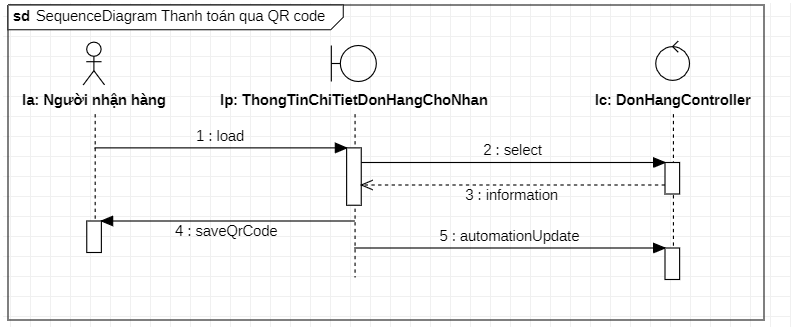 sd SequenceDiagram Thanh toán qua QR code
la: Người nhận hàng
lp: ThongTinChiTietDonHangChoNhan
lc: DonHangController
1 : load
2 : select
3 : information
4 : saveQrCode
5 : automationUpdate